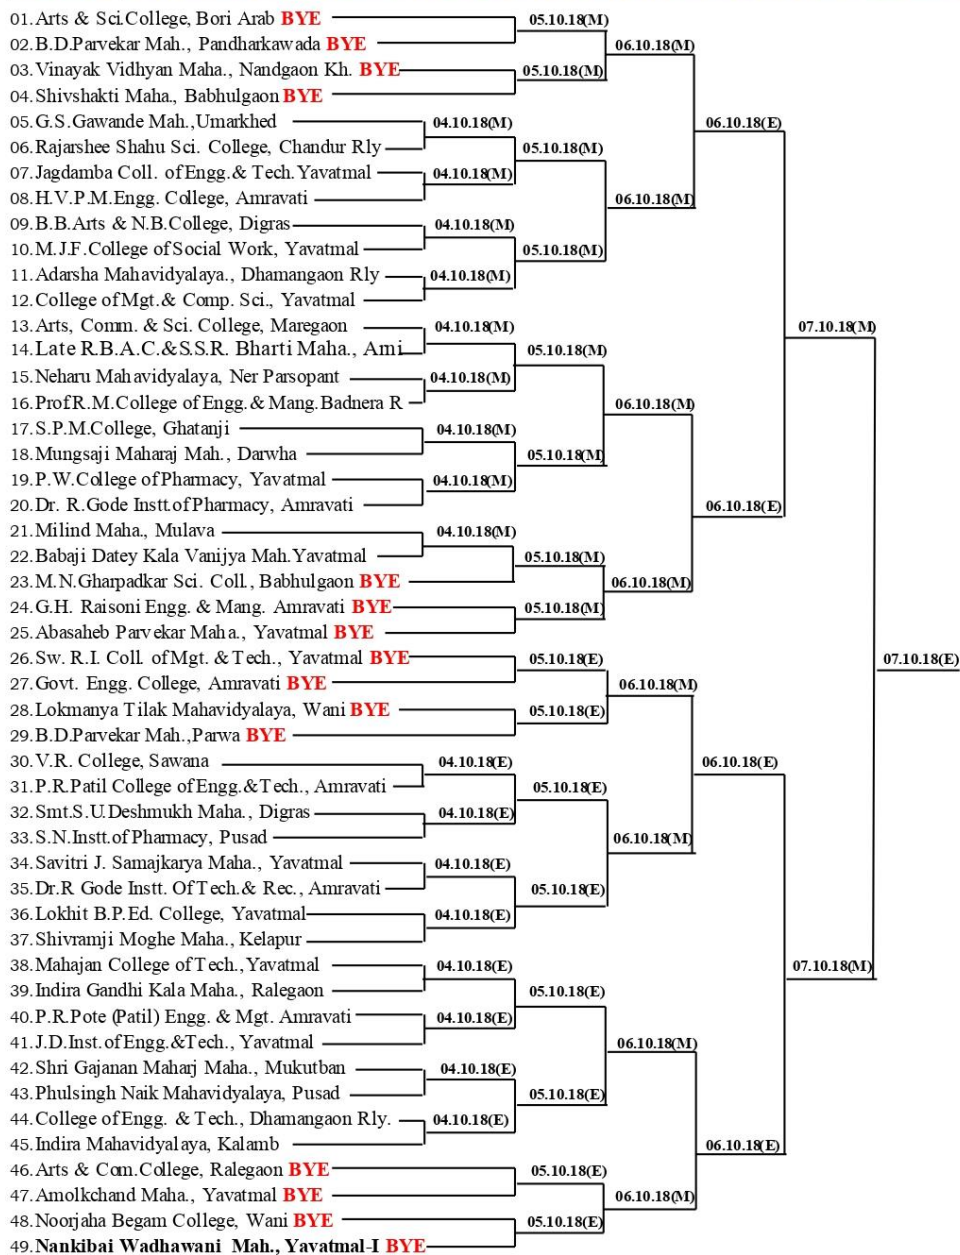 01.Arts & Sci.College, Bori Arab BYE
05.10.18(M)
02.B.D.Parvekar Mah., Pandharkawada BYE
06.10.18(M)
03.Vinayak Vidhyan Maha., Nandgaon Kh. BYE
05.10.18(M)
04.Shivshakti Maha., Babhulgaon BYE
05.G.S.Gawande Mah.,Umarkhed
04.10.18(M)
06.10.18(E)
06.Rajarshee Shahu Sci. College, Chandur Rly
05.10.18(M)
07.Jagdamba Coll. of Engg.& Tech.Yavatmal
04.10.18(M)
08.H.V.P.M.Engg. College, Amravati
06.10.18(M)
09.B.B.Arts & N.B.College, Digras
04.10.18(M)
10.M.J.F.College of Social Work, Yavatmal
05.10.18(M)
11.Adarsha Mahavidyalaya., Dhamangaon Rly
04.10.18(M)
12.College of Mgt.& Comp. Sci., Yavatmal
13.Arts, Comm. & Sci. College, Maregaon
04.10.18(M)
07.10.18(M)
14.Late R.B.A.C.&S.S.R. Bharti Maha., Ami
05.10.18(M)
15.Neharu Mahavidyalaya, Ner Parsopant
04.10.18(M)
16.Prof.R.M.College of Engg.& Mang.Badnera R
06.10.18(M)
17.S.P.M.College, Ghatanji
04.10.18(M)
18.Mungsaji Maharaj Mah., Darwha
05.10.18(M)
19.P.W.College of Pharmacy, Yavatmal
04.10.18(M)
20.Dr. R.Gode Instt.of Pharmacy, Amravati
06.10.18(E)
21.Milind Maha., Mulava
04.10.18(M)
22.Babaji Datey Kala Vanijya Mah.Yavatmal
05.10.18(M)
23.M.N.Gharpadkar Sci. Coll., Babhulgaon BYE
06.10.18(M)
24.G.H. Raisoni Engg. & Mang. Amravati BYE
05.10.18(M)
25.Abasaheb Parvekar Maha., Yavatmal BYE
26.Sw. R.I. Coll. of Mgt. & Tech., Yavatmal BYE
05.10.18(E)
07.10.18(E)
27.Govt. Engg. College, Amravati BYE
06.10.18(M)
28.Lokmanya Tilak Mahavidyalaya, Wani BYE
05.10.18(E)
29.B.D.Parvekar Mah.,Parwa BYE
30.V.R. College, Sawana
04.10.18(E)
06.10.18(E)
31.P.R.Patil College of Engg.&Tech., Amravati
05.10.18(E)
32.Smt.S.U.Deshmukh Maha., Digras
04.10.18(E)
33.S.N.Instt.of Pharmacy, Pusad
06.10.18(M)
34.Savitri J. Samajkarya Maha., Yavatmal
04.10.18(E)
35.Dr.R Gode Instt. Of Tech.& Rec., Amravati
05.10.18(E)
36.Lokhit B.P.Ed. College, Yavatmal
04.10.18(E)
37.Shivramji Moghe Maha., Kelapur
38.Mahajan College of Tech.,Yavatmal
04.10.18(E)
07.10.18(M)
39.Indira Gandhi Kala Maha., Ralegaon
05.10.18(E)
40.P.R.Pote (Patil) Engg. & Mgt. Amravati
04.10.18(E)
41.J.D.Inst.of Engg.&Tech., Yavatmal
06.10.18(M)
42.Shri Gajanan Maharj Maha., Mukutban
04.10.18(E)
43.Phulsingh Naik Mahavidyalaya, Pusad
05.10.18(E)
44.College of Engg. & Tech., Dhamangaon Rly.
04.10.18(E)
45.Indira Mahavidyalaya, Kalamb
06.10.18(E)
46.Arts & Com.College, Ralegaon BYE
05.10.18(E)
47.Amolkchand Maha., Yavatmal BYE
06.10.18(M)
48.Noorjaha Begam College, Wani BYE
05.10.18(E)
49.Nankibai Wadhawani Mah., Yavatmal-I BYE